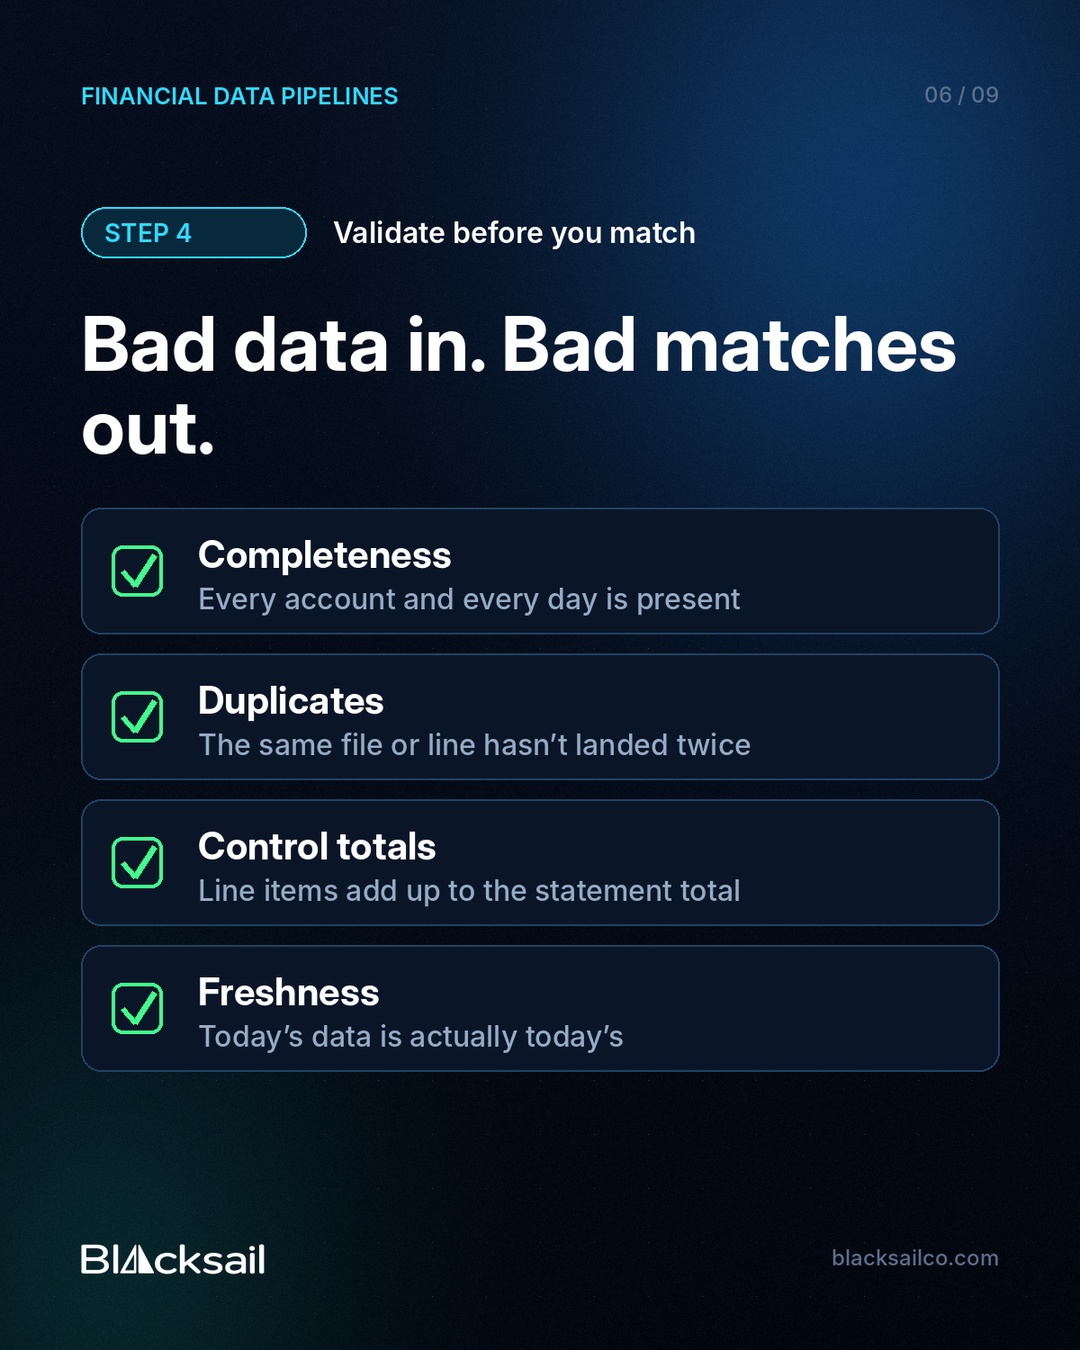 FINANCIAL DATA PIPELINES
06 / 09
STEP 4
Validate before you match
Bad data in. Bad matches
out.
Completeness
Every account and every day is present
Duplicates
The same file or line hasn’t landed twice
Control totals
Line items add up to the statement total
Freshness
Today’s data is actually today’s
Blacksail
blacksailco.com